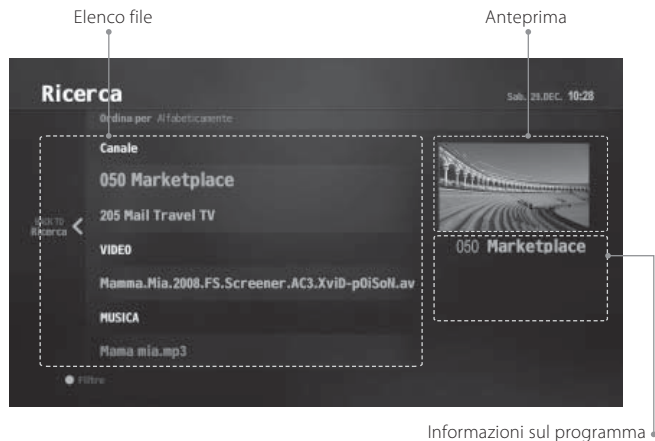 Elenco file
Anteprima
Ricerca
Sab. 29.DEC. 10:28
Ordina per Alfabeticamente
Canale
050 Marketplace
205 Mail Travel TV
BACK TO
Ricerca
VIDEO
050 Marketplace
Mamma.Mia.2008.FS.Screener.AC3.XviD-pOiSoN.av
MUSICA
Mama mia.mp3
Filtro
Informazioni sul programma